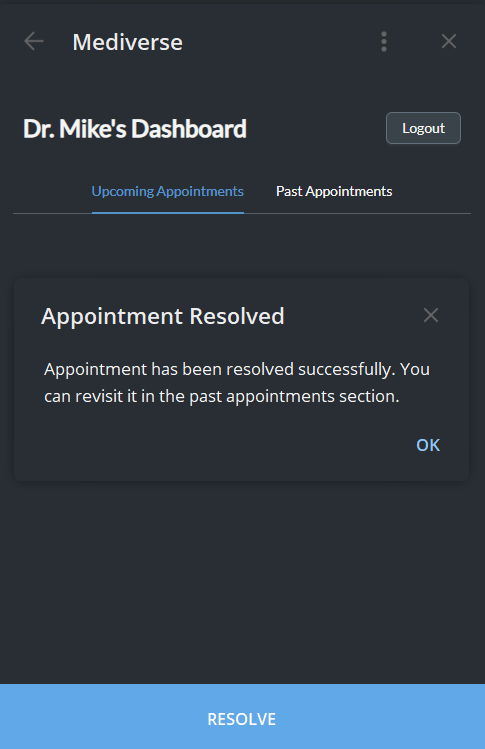 Mediverse
Dr. Mike's Dashboard
Logout
Upcoming Appointments
Past Appointments
Appointment Resolved
Appointment has been resolved successfully. You
can revisit it in the past appointments section.
OK
RESOLVE